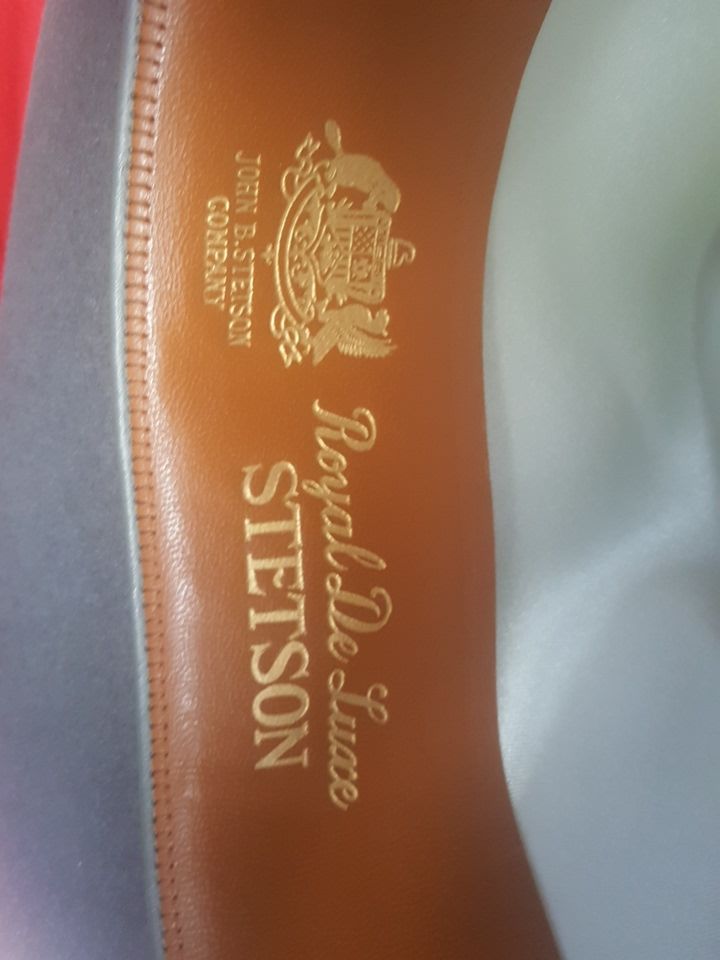 JOHN B. STETSON
COMPANY
Royal De Luxe
STETSON